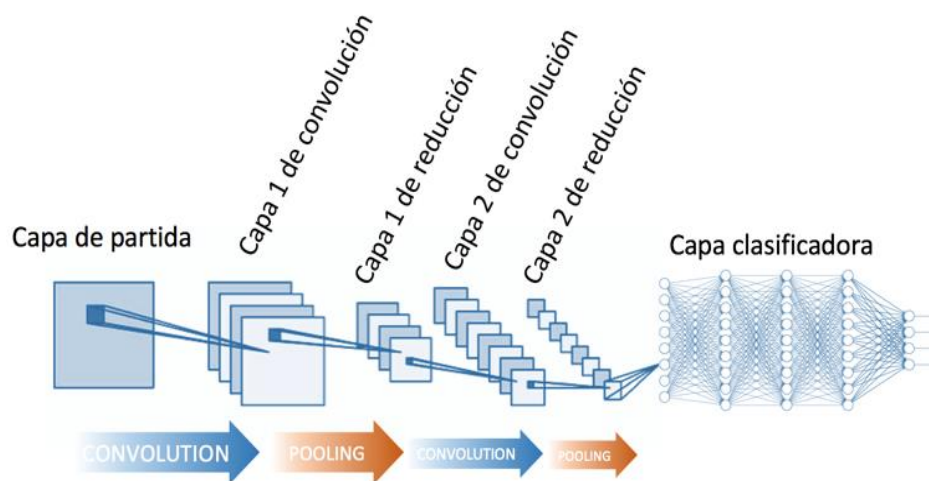 Capa de partida
Capa 1 de convolución
Capa 1 de reducción
Capa 2 de convolución
Capa 2 de reducción
Capa clasificadora
CONVOLUTION
POOLING
CONVOLUTION
POOLING